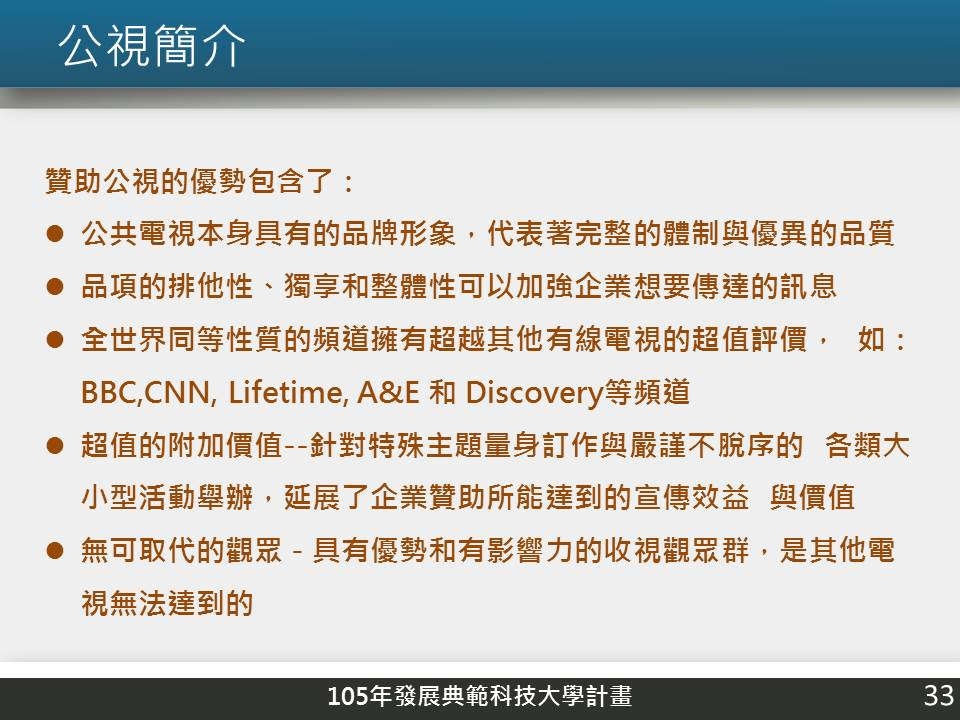 公視簡介
贊助公視的優勢包含了：
● 公共電視本身具有的品牌形象，代表著完整的體制與優異的品質
● 品項的排他性、獨享和整體性可以加強企業想要傳達的訊息
● 全世界同等性質的頻道擁有超越其他有線電視的超值評價， 如：
BBC,CNN, Lifetime, A&E 和 Discovery等頻道
● 超值的附加價值--針對特殊主題量身訂作與嚴謹不脫序的 各類大
小型活動舉辦，延展了企業贊助所能達到的宣傳效益 與價值
● 無可取代的觀眾 - 具有優勢和有影響力的收視觀眾群，是其他電
視無法達到的
105年發展典範科技大學計畫
33